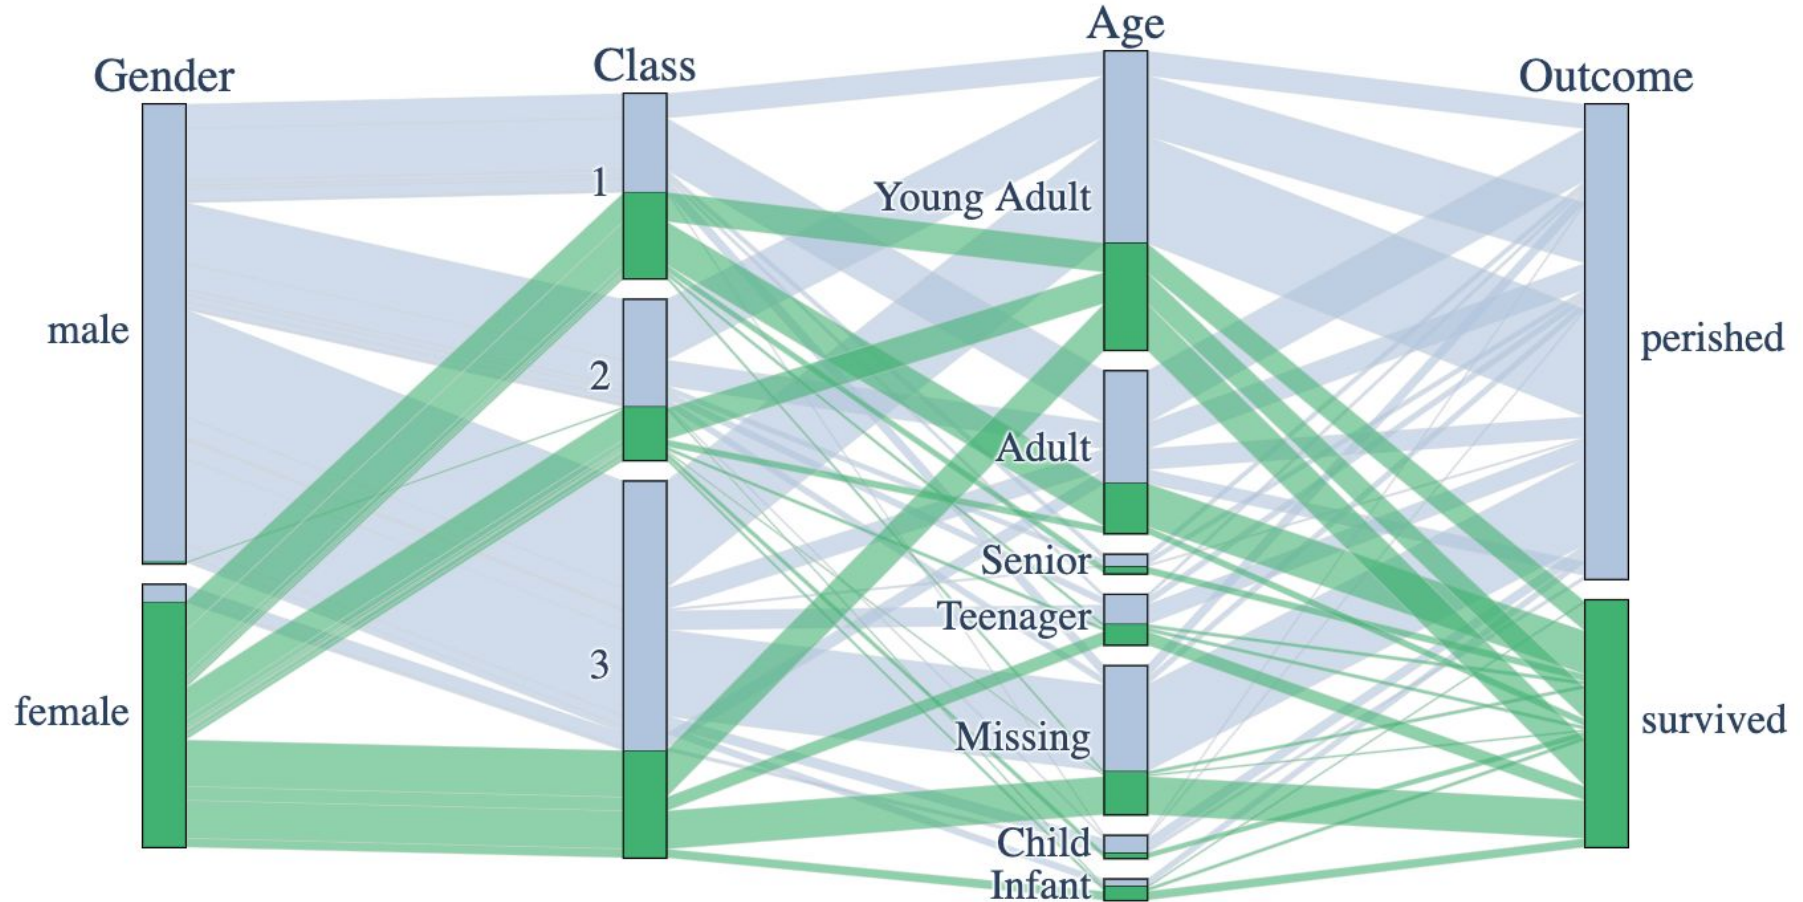 Gender
Class
Age
Outcome
male
female
1
2
3
Young Adult
Adult
Senior
Teenager
Missing
Child
Infant
perished
survived